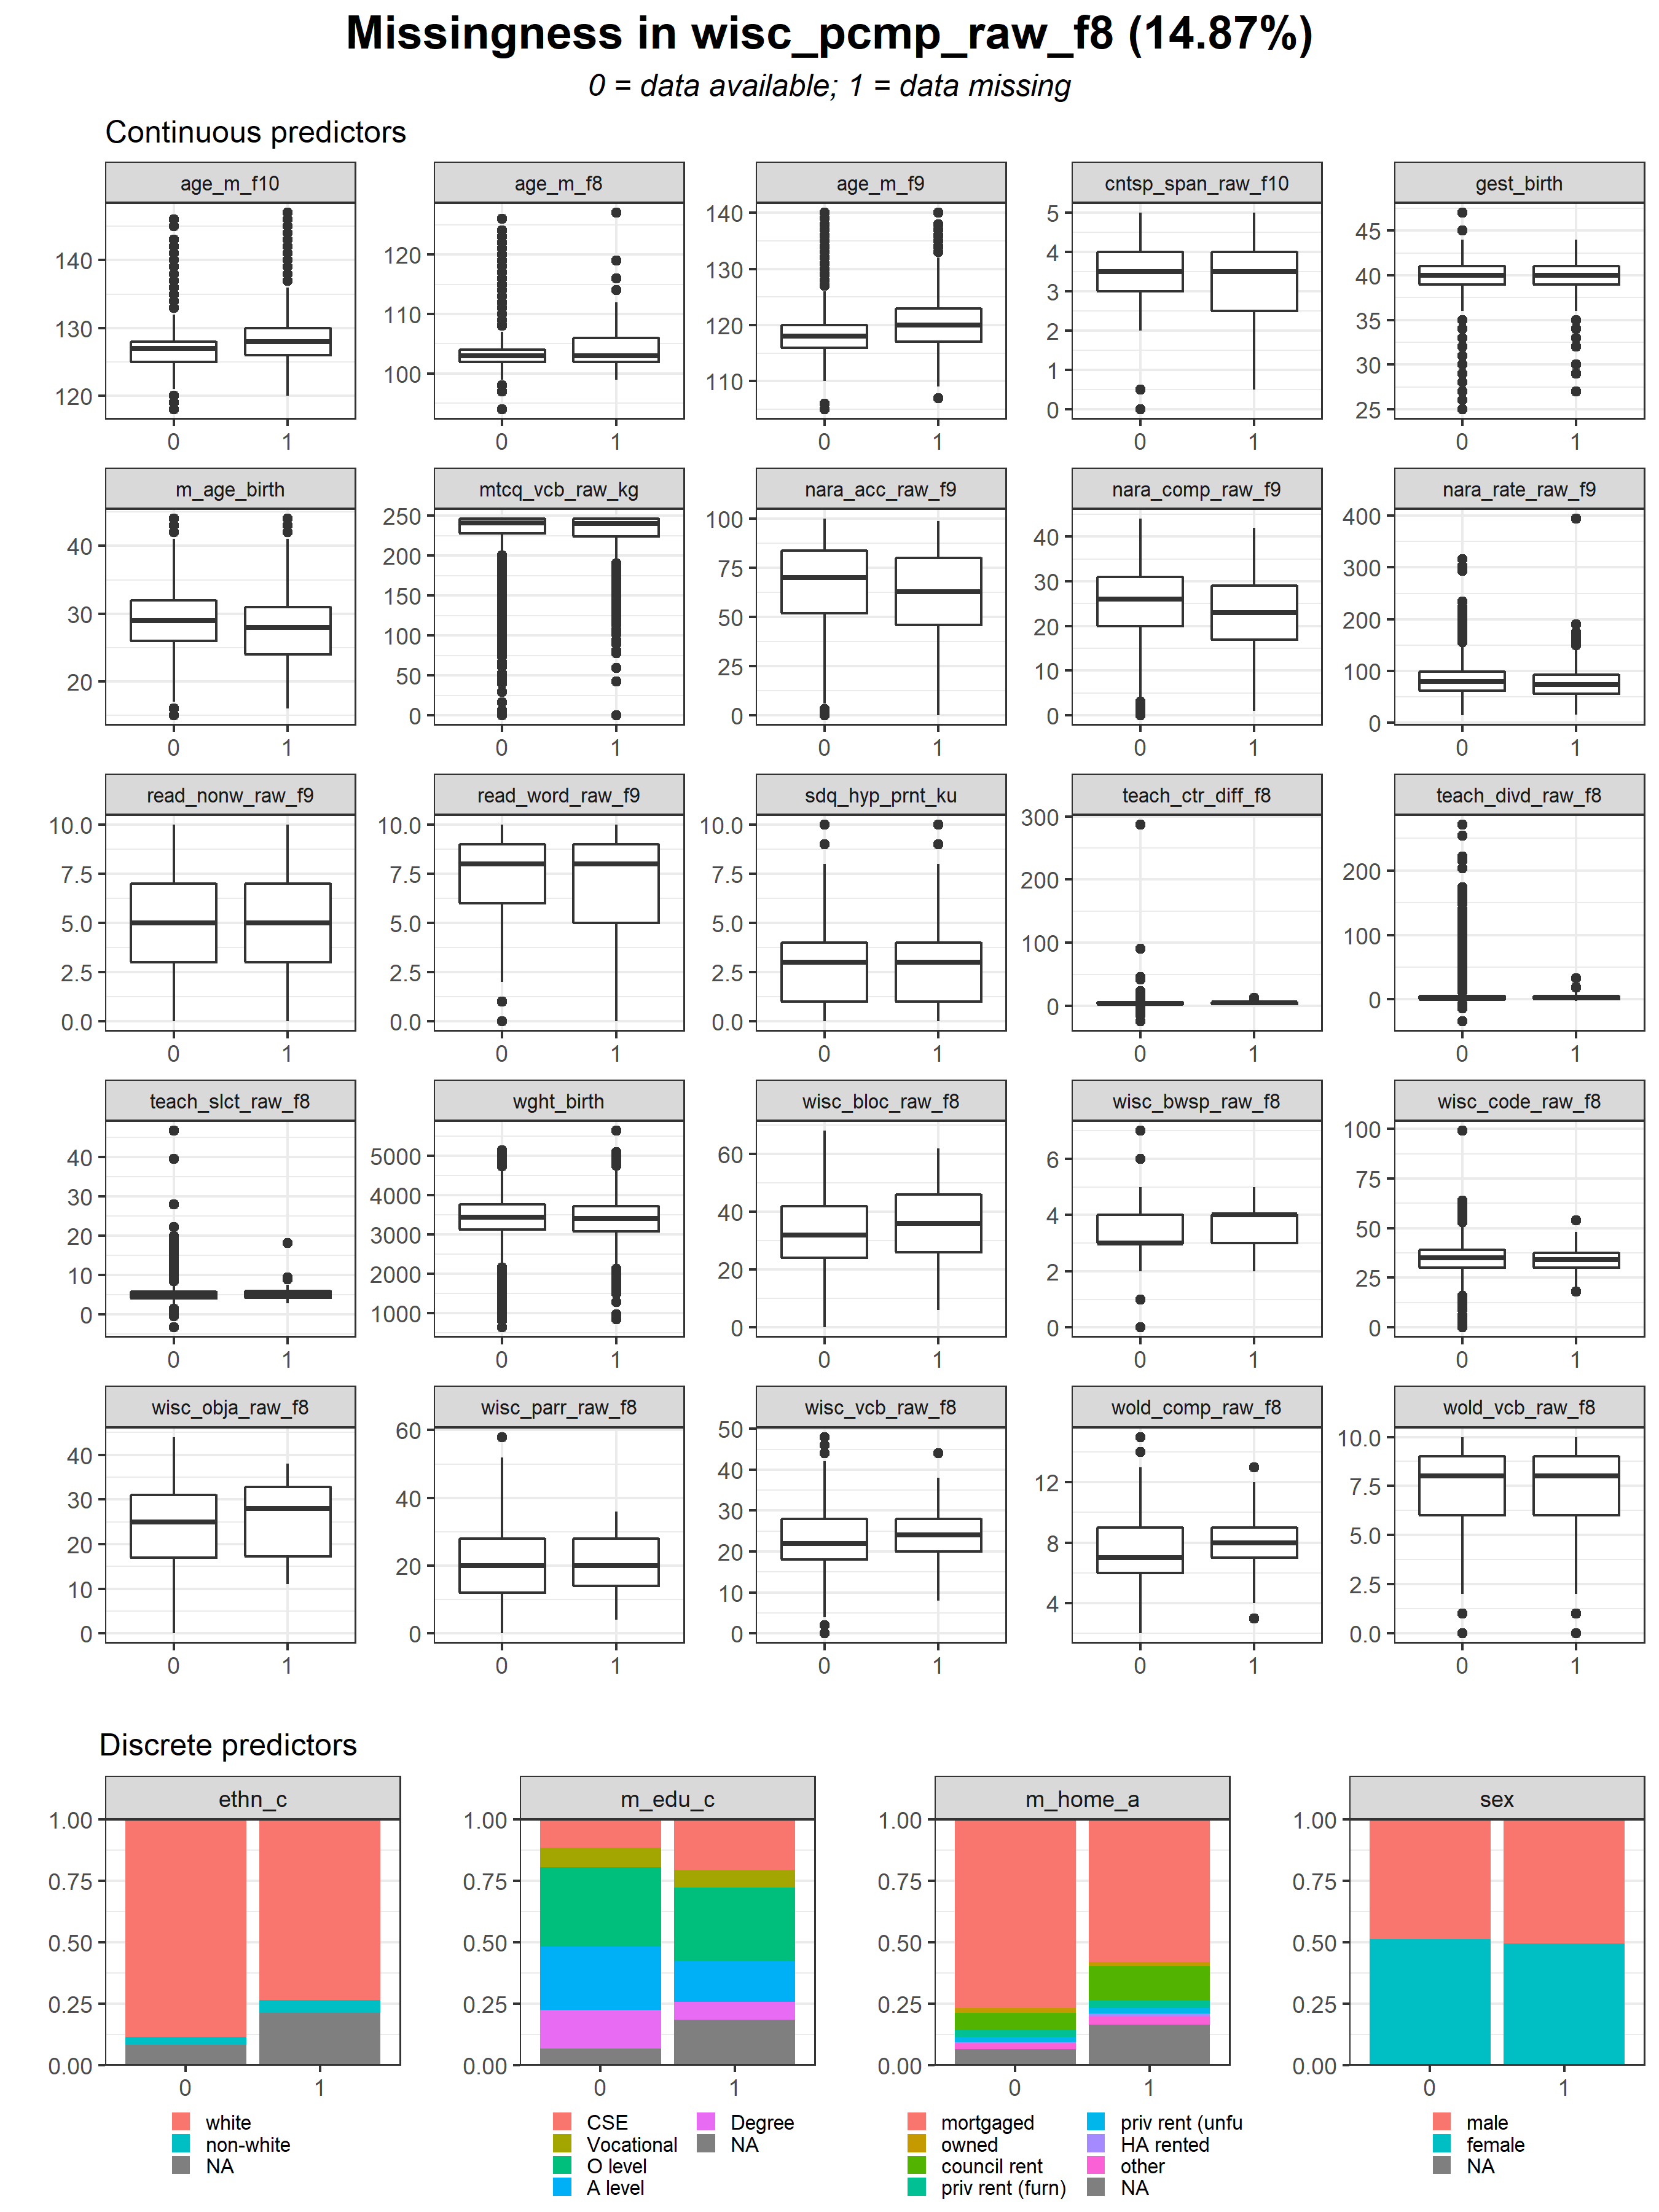 Missingness in wisc_pcmp_raw_f8 (14.87%)
0 = data available; 1 = data missing
Continuous predictors
age_m_f10 age_m_f8 age_m_f9 cntsp_span_raw_f10 gest_birth
140 130 120 0 1
120 110 100 0 1
140 130 120 110 0 1
5 4 3 2 1 0 0 1
45 40 35 30 25 0 1
m_age_birth mtcq_vcb_raw_kg nara_acc_raw_f9 nara_comp_raw_f9 nara_rate_raw_f9
40 30 20 0 1
250 200 150 100 50 0 0 1
100 75 50 25 0 0 1
40 30 20 10 0 0 1
400 300 200 100 0 0 1
read_nonw_raw_f9 read_word_raw_f9 sdq_hyp_prnt_ku teach_ctr_diff_f8 teach_divd_raw_f8
10.0 7.5 5.0 2.5 0.0 0 1
10.0 7.5 5.0 2.5 0.0 0 1
10.0 7.5 5.0 2.5 0.0 0 1
300 200 100 0 0 1
200 100 0 0 1
teach_slct_raw_f8 wght_birth wisc_bloc_raw_f8 wisc_bwsp_raw_f8 wisc_code_raw_f8
40 30 20 10 0 0 1
5000 4000 3000 2000 1000 0 1
60 40 20 0 0 1
6 4 2 0 0 1
100 75 50 25 0 0 1
wisc_obja_raw_f8 wisc_parr_raw_f8 wisc_vcb_raw_f8 wold_comp_raw_f8 wold_vcb_raw_f8
40 30 20 10 0 0 1
60 40 20 0 0 1
50 40 30 20 10 0 0 1
12 8 4 0 1
10.0 7.5 5.0 2.5 0.0 0 1
Discrete predictors
ethn_c m_edu_c m_home_a sex
1.00 0.75 0.50 0.25 0.00 0 1
1.00 0.75 0.50 0.25 0.00 0 1
1.00 0.75 0.50 0.25 0.00 0 1
1.00 0.75 0.50 0.25 0.00 0 1
white
non-white
NA
CSE
Vocational
O level
A level
Degree
NA
mortgaged
owned
council rent
priv rent (furn)
priv rent (unfu
HA rented
other
NA
male
female
NA